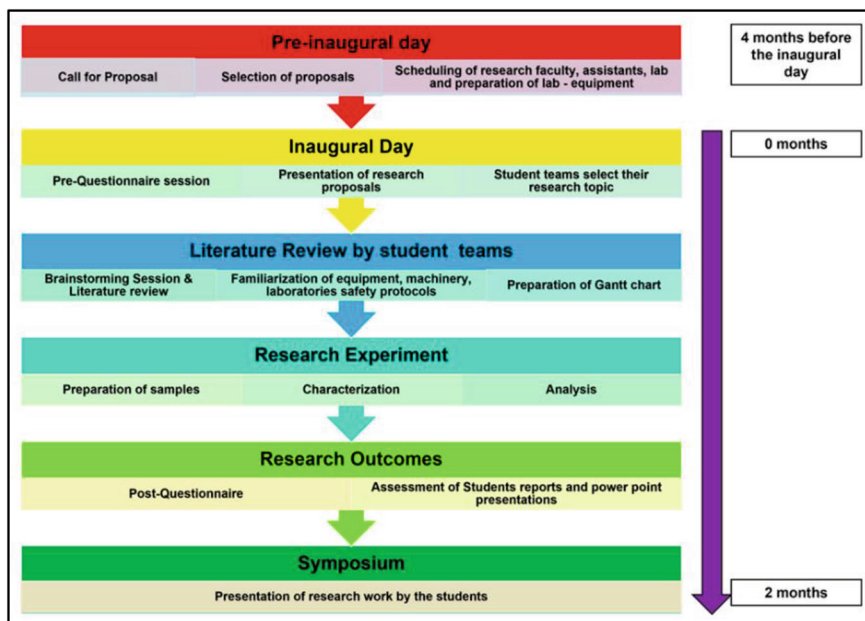 Pre-inaugural day
Call for Proposal
Selection of proposals
Scheduling of research faculty, assistants, lab
and preparation of lab - equipment
4 months before
the inaugural
day
Inaugural Day
0 months
Pre-Questionnaire session
Presentation of research
proposals
Student teams select their
research topic
Literature Review by student teams
Brainstorming Session &
Literature review
Familiarization of equipment, machinery,
laboratories safety protocols
Preparation of Gantt chart
Research Experiment
Preparation of samples
Characterization
Analysis
Research Outcomes
Post-Questionnaire
Assessment of Students reports and power point
presentations
Symposium
Presentation of research work by the students
2 months